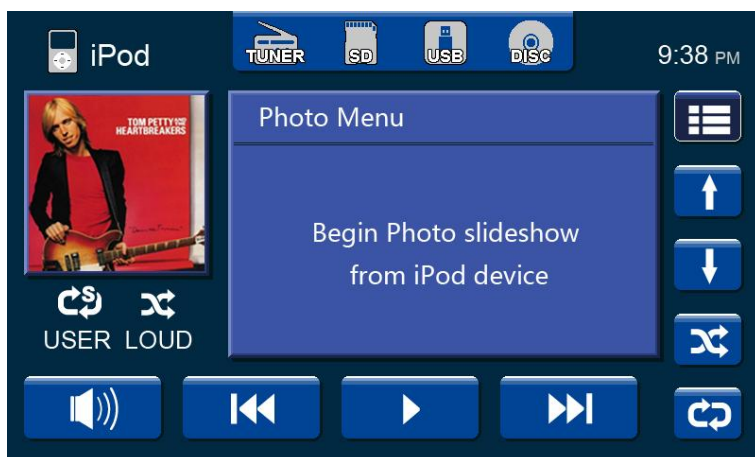 iPod
TUNER
SD
USB
DISC
9:38 PM
TOM PETTY AND THE
HEARTBREAKERS
Photo Menu
Begin Photo slideshow
from iPod device
S
USER LOUD